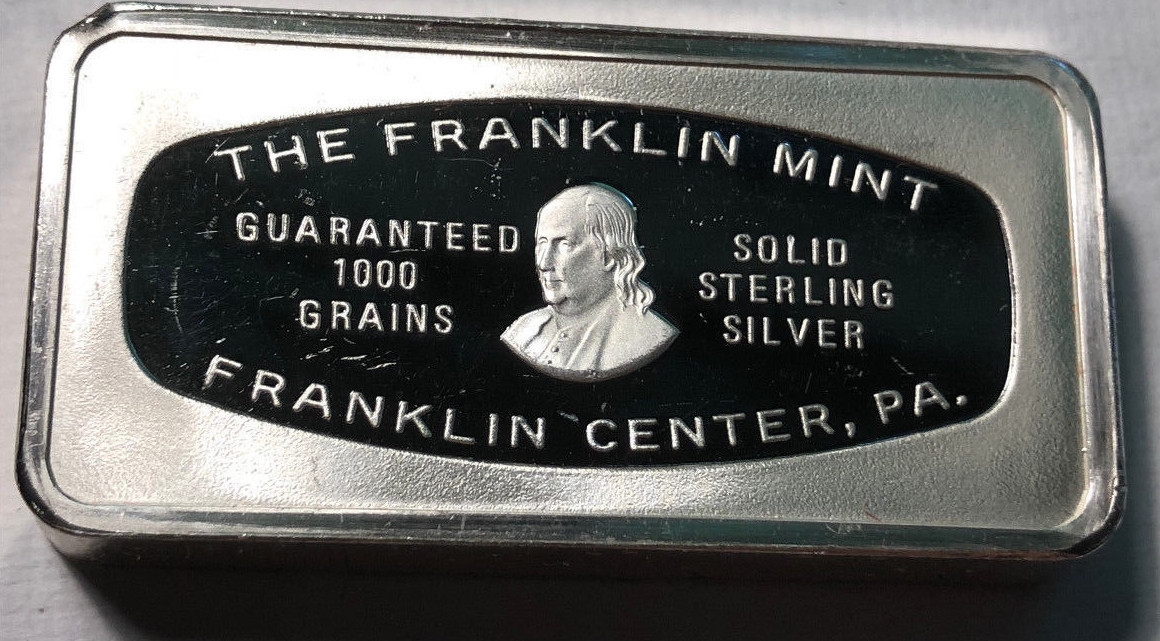 THE FRANKLIN MINT
GUARANTEED
1000
GRAINS
SOLID
STERLING
SILVER
FRANKLIN CENTER, PA.